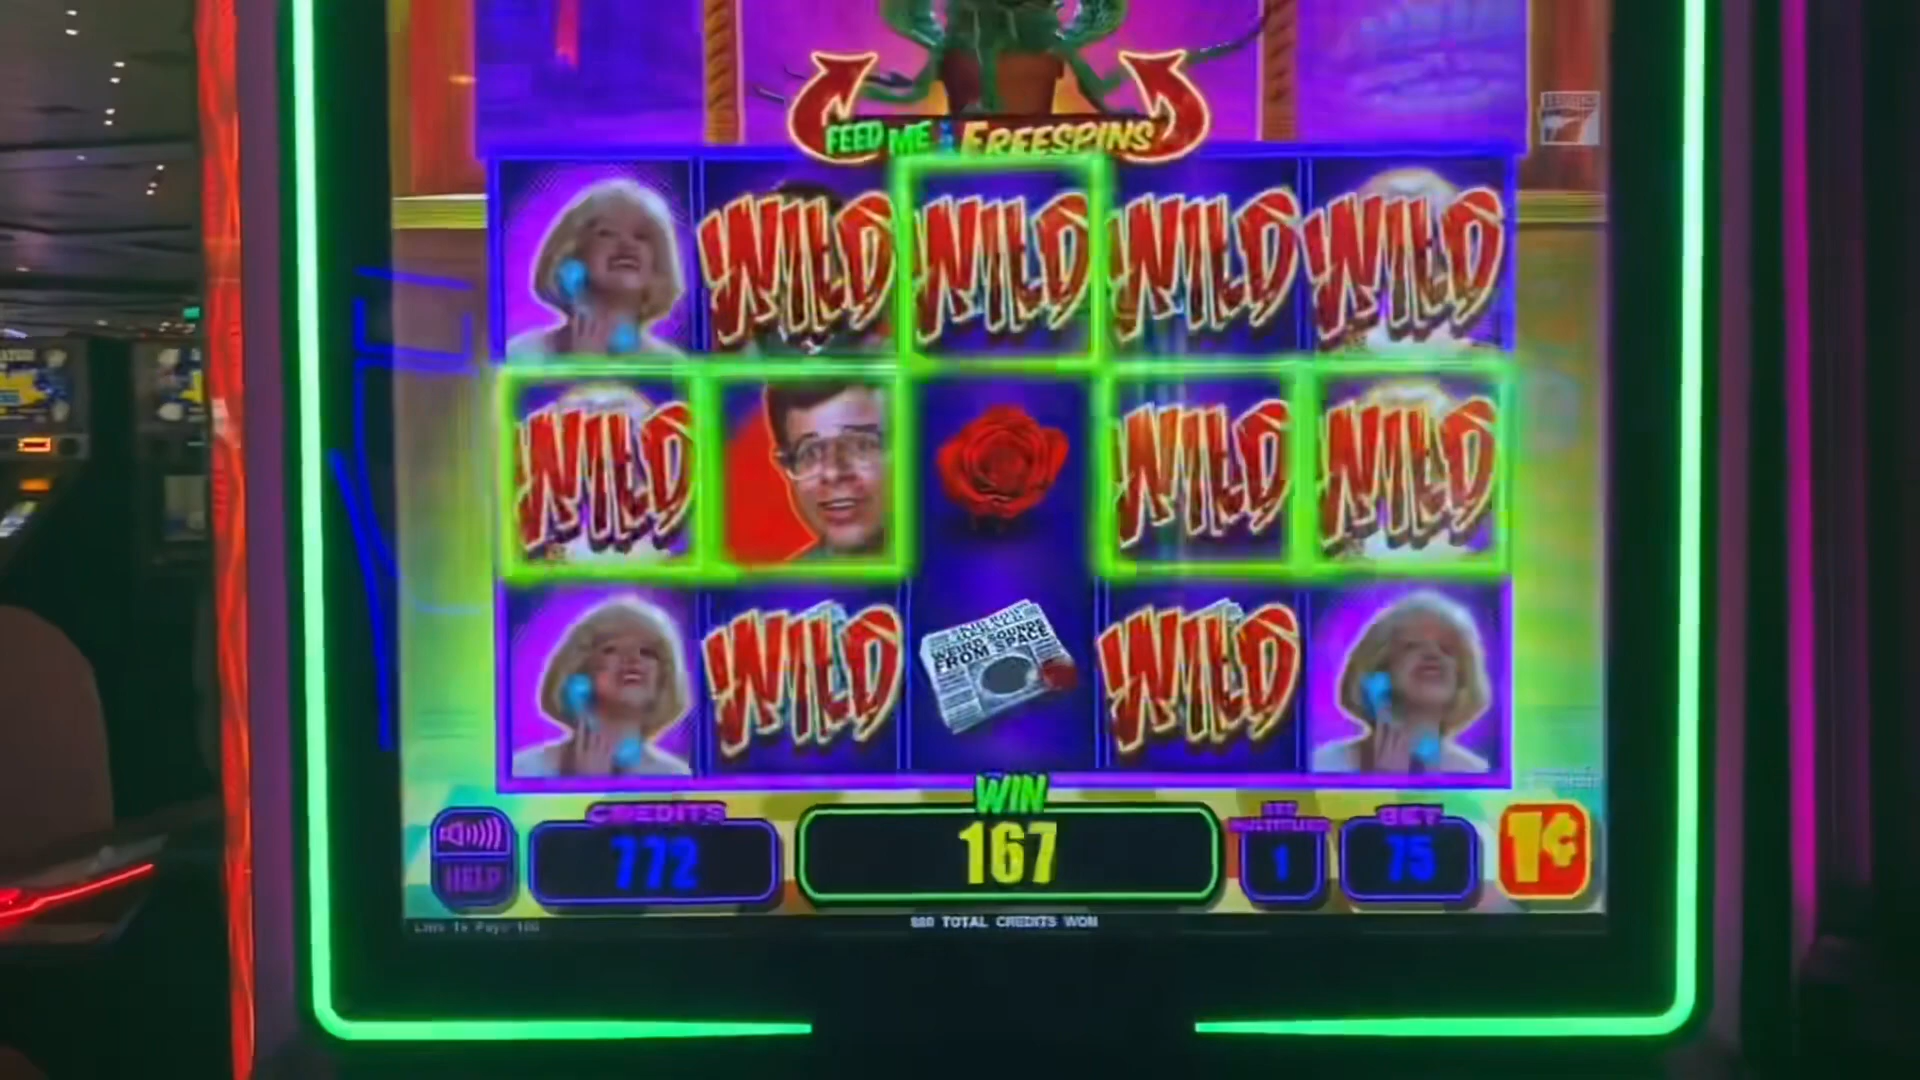 FEED ME FREESPINS
WILD WILD WILD WILD
WILD WILD WILD
WEIRD SOUNDS
FROM SPACE
WILD WILD
WIN
CREDITS BET
772 167 1 75 1¢
HELP
TOTAL CREDITS WON